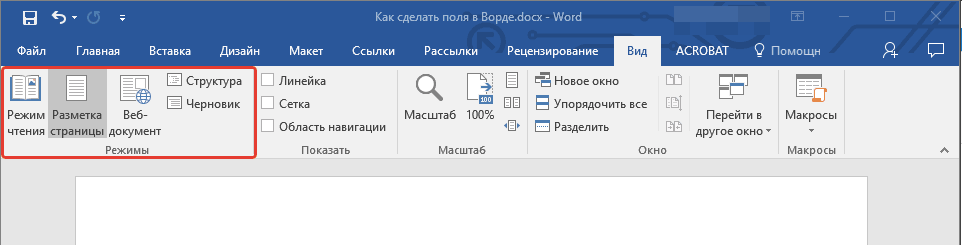 Как сделать поля в Ворде.docx - Word
Файл Главная Вставка Дизайн Макет Ссылки Рассылки Рецензирование Вид ACROBAT Помощн
Режим чтения
Разметка страницы
Веб-документ
Структура
Черновик
Режимы
Линейка
Сетка
Область навигации
Показать
Масштаб
100
100%
Масштаб
Новое окно
Упорядочить все
Разделить
Перейти в другое окно
Окно
Макросы
Макросы